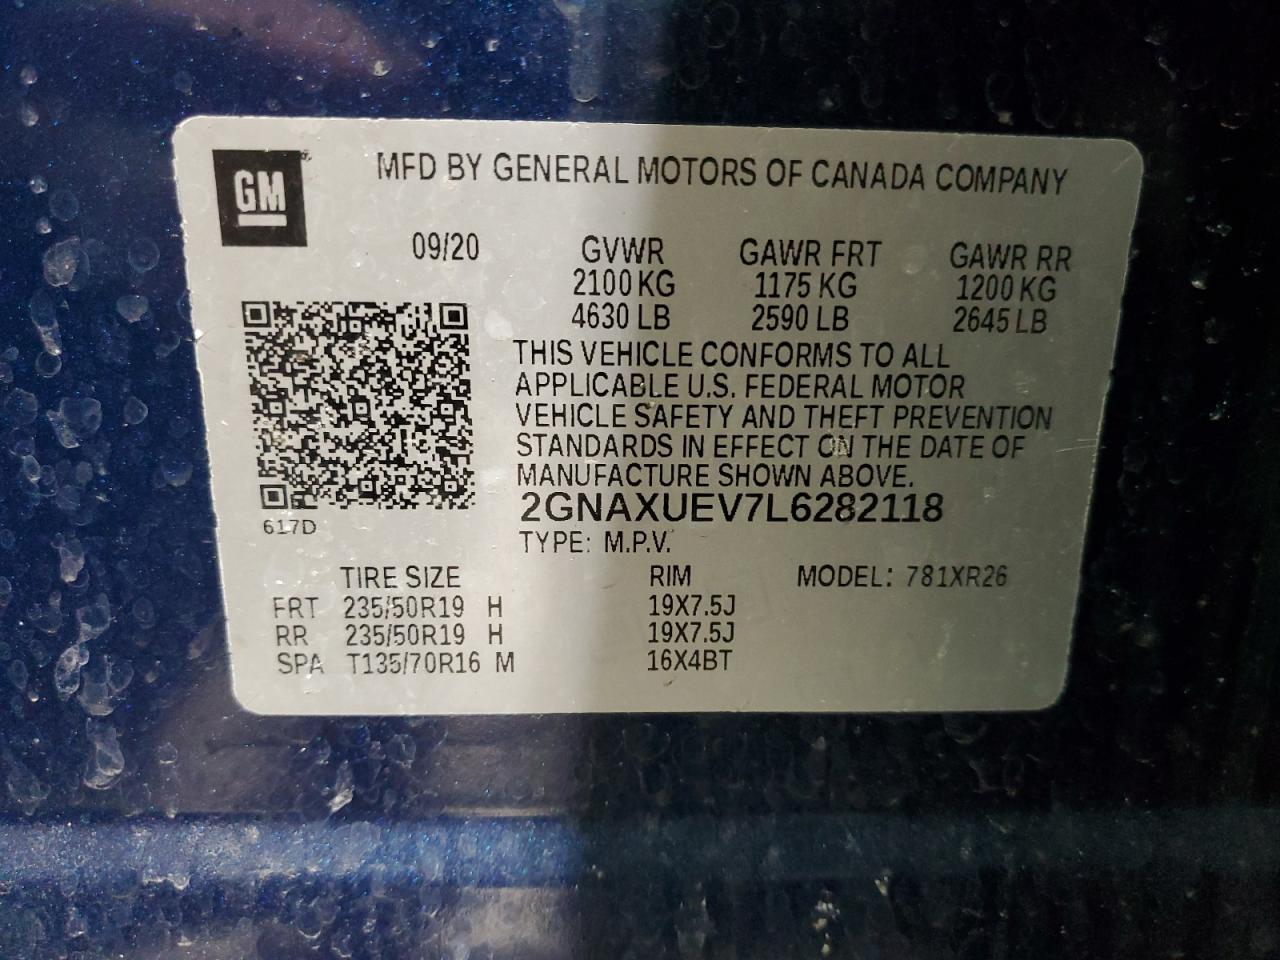 GM
MFD BY GENERAL MOTORS OF CANADA COMPANY
09/20 GVWR GAWR FRT GAWR RR
2100 KG 1175 KG 1200 KG
4630 LB 2590 LB 2645 LB
THIS VEHICLE CONFORMS TO ALL
APPLICABLE U.S. FEDERAL MOTOR
VEHICLE SAFETY AND THEFT PREVENTION
STANDARDS IN EFFECT ON THE DATE OF
MANUFACTURE SHOWN ABOVE.
2GNAXUEV7L6282118
617D
TYPE: M.P.V.
TIRE SIZE RIM MODEL: 781XR26
FRT 235/50R19 H 19X7.5J
RR 235/50R19 H 19X7.5J
SPA T135/70R16 M 16X4BT